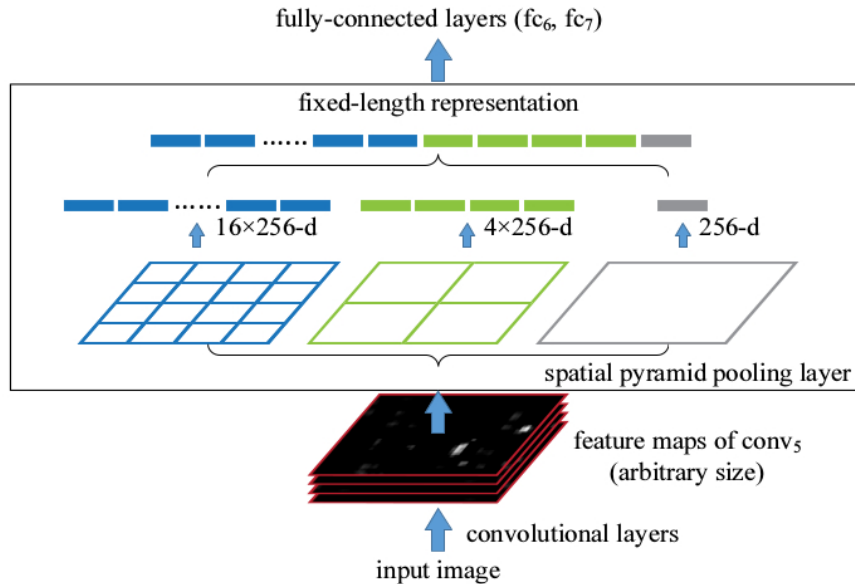 fully-connected layers (fc₆, fc₇)
fixed-length representation
......
......
16×256-d
4×256-d
256-d
spatial pyramid pooling layer
feature maps of conv₅
(arbitrary size)
convolutional layers
input image